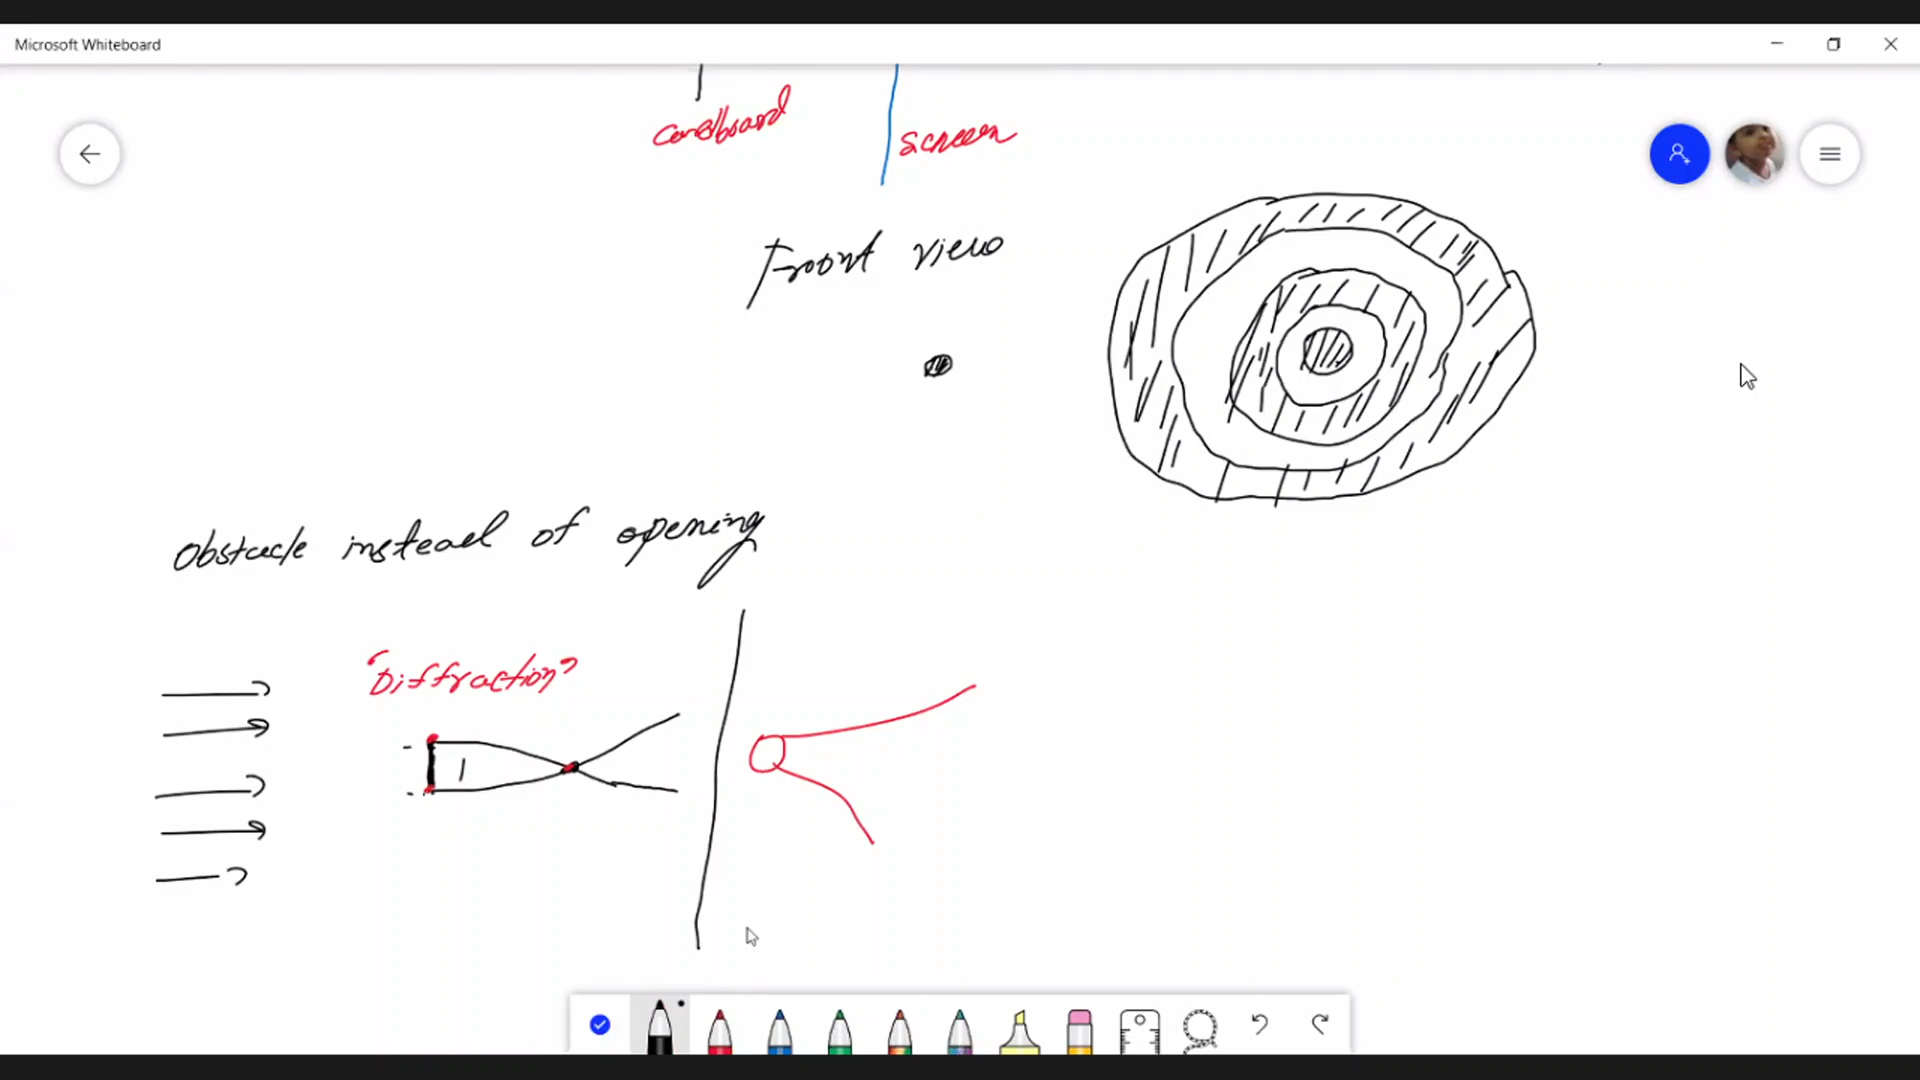 Microsoft Whiteboard
cardboard
screen
Front view
Obstacle instead of opening
"Diffraction"